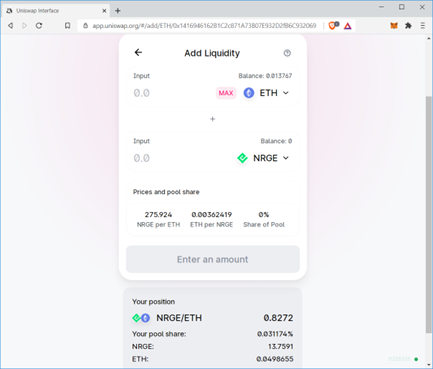 Uniswap Interface
app.uniswap.org/#/add/ETH/0x1416946162B1C2c871A73B07E932D2fB6C932069
Add Liquidity
Input Balance: 0.013767
0.0 MAX ETH
+
Input Balance: 0
0.0 NRGE
Prices and pool share
275.924 0.00362419 0%
NRGE per ETH ETH per NRGE Share of Pool
Enter an amount
Your position
NRGE/ETH 0.8272
Your pool share: 0.031174%
NRGE: 13.7591
ETH: 0.0498655